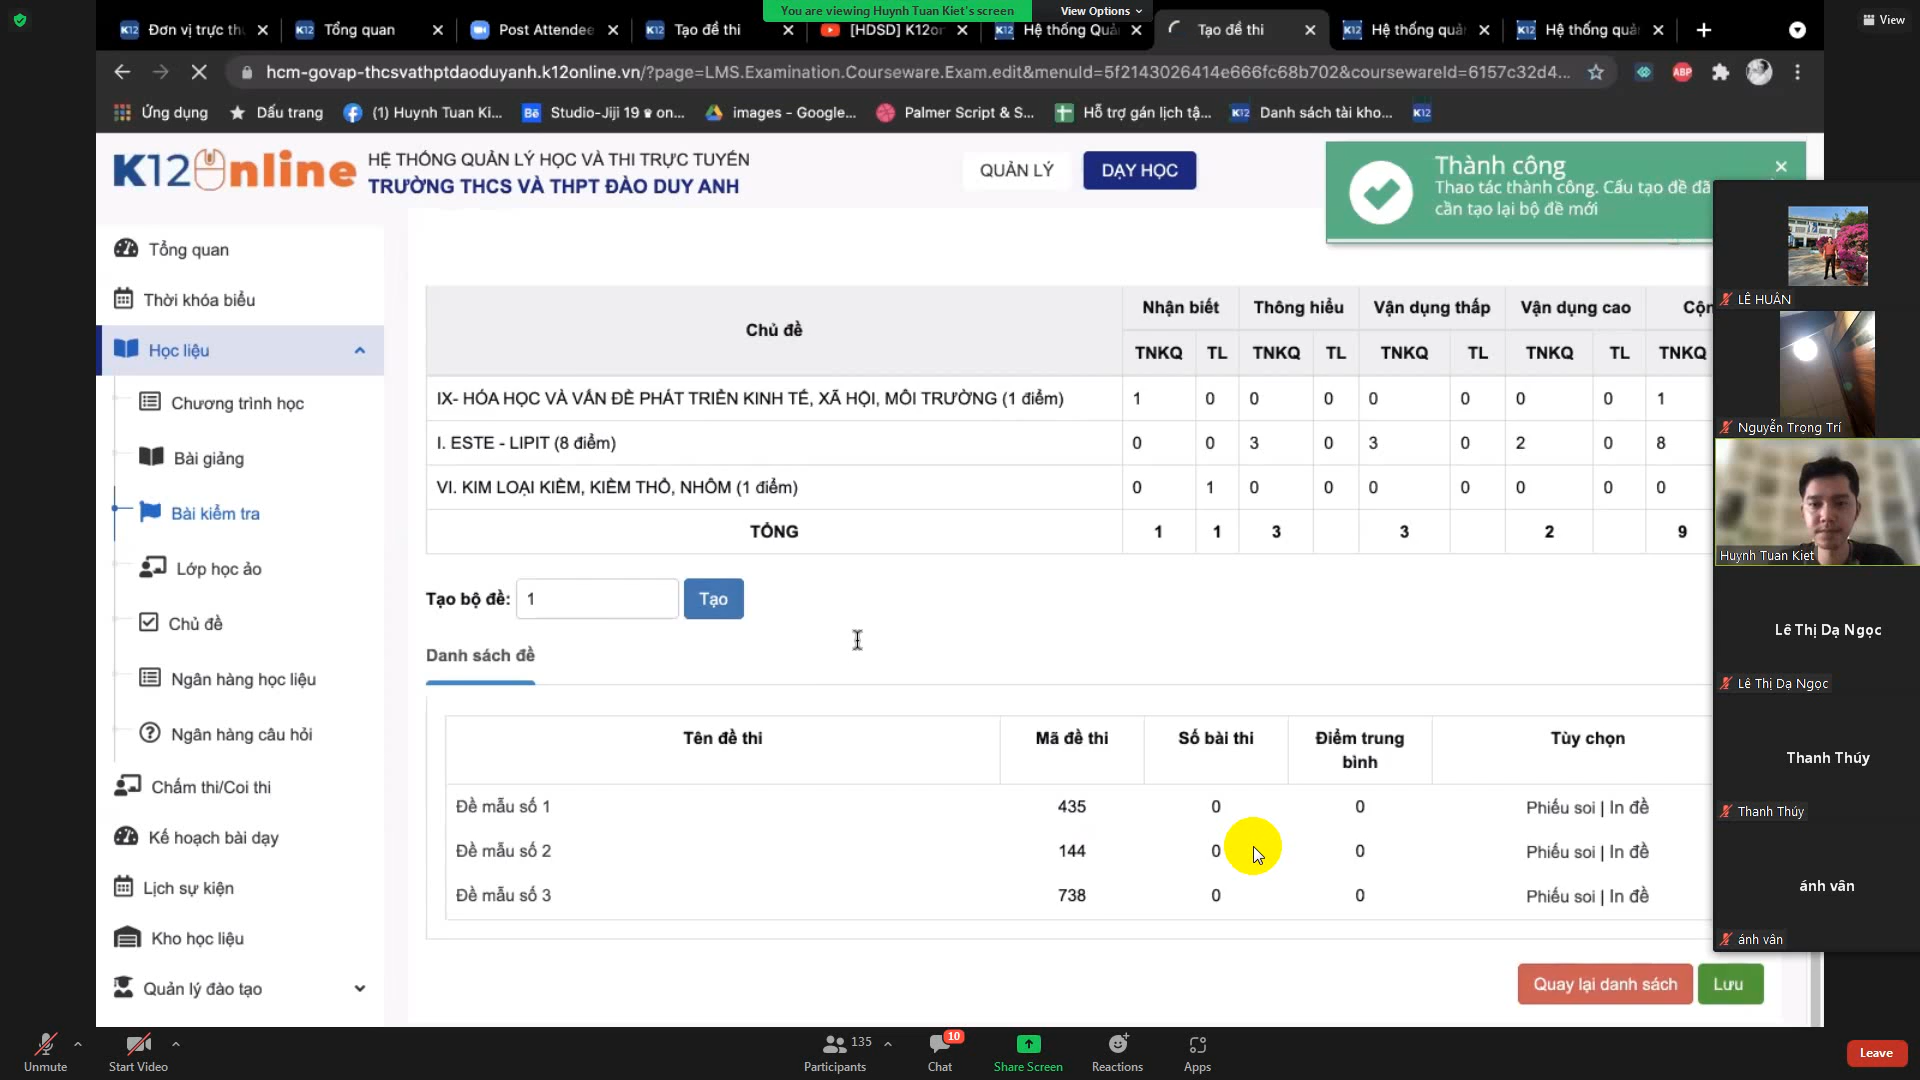 You are viewing Huynh Tuan Kiet's screen
View Options
View
Đơn vị trực thu
Tổng quan
Post Attendee
Tạo đề thi
[HDSD] K12on
Hệ thống Quả
Tạo đề thi
Hệ thống quả
Hệ thống quả
hcm-govap-thcsvathptdaoduyanh.k12online.vn/?page=LMS.Examination.Courseware.Exam.edit&menuId=5f2143026414e666fc68b702&coursewareId=6157c32d4...
ABP
Ứng dụng
Dấu trang
(1) Huynh Tuan Ki...
Studio-Jiji 19 ♛ on...
images - Google...
Palmer Script & S...
Hỗ trợ gán lịch tậ...
Danh sách tài kho...
K12Online
HỆ THỐNG QUẢN LÝ HỌC VÀ THI TRỰC TUYẾN
TRƯỜNG THCS VÀ THPT ĐÀO DUY ANH
QUẢN LÝ
DẠY HỌC
Thành công
Thao tác thành công. Cấu tạo đề đã
cần tạo lại bộ đề mới
Tổng quan
Thời khóa biểu
Học liệu
Chương trình học
Bài giảng
Bài kiểm tra
Lớp học ảo
Chủ đề
Ngân hàng học liệu
Ngân hàng câu hỏi
Chấm thi/Coi thi
Kế hoạch bài dạy
Lịch sự kiện
Kho học liệu
Quản lý đào tạo
Chủ đề Nhận biết Thông hiểu Vận dụng thấp Vận dụng cao Cộn
TNKQ TL TNKQ TL TNKQ TL TNKQ TL TNKQ
IX- HÓA HỌC VÀ VẤN ĐỀ PHÁT TRIỂN KINH TẾ, XÃ HỘI, MÔI TRƯỜNG (1 điểm) 1 0 0 0 0 0 0 0 1
I. ESTE - LIPIT (8 điểm) 0 0 3 0 3 0 2 0 8
VI. KIM LOẠI KIỀM, KIỀM THỔ, NHÔM (1 điểm) 0 1 0 0 0 0 0 0 0
TỔNG 1 1 3 3 2 9
Tạo bộ đề: 1 Tạo
Danh sách đề
Tên đề thi Mã đề thi Số bài thi Điểm trung bình Tùy chọn
Đề mẫu số 1 435 0 0 Phiếu soi | In đề
Đề mẫu số 2 144 0 0 Phiếu soi | In đề
Đề mẫu số 3 738 0 0 Phiếu soi | In đề
Quay lại danh sách
Lưu
LÊ HUÂN
Nguyễn Trọng Trí
Huynh Tuan Kiet
Lê Thị Dạ Ngọc
Lê Thị Dạ Ngọc
Thanh Thúy
Thanh Thúy
ánh vân
ánh vân
Unmute
Start Video
135
Participants
10
Chat
Share Screen
Reactions
Apps
Leave